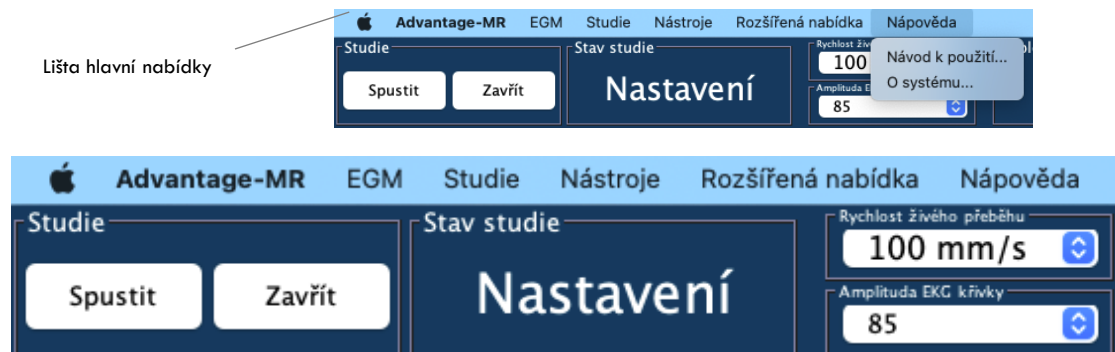 Advantage-MR EGM Studie Nástroje Rozšířená nabídka Nápověda
Lišta hlavní nabídky
Studie
Spustit Zavřít
Stav studie
Nastavení
Rychlost živ
100
Amplituda E
85
Návod k použití...
O systému...
Advantage-MR EGM Studie Nástroje Rozšířená nabídka Nápověda
Studie
Spustit Zavřít
Stav studie
Nastavení
Rychlost živého přeběhu
100 mm/s
Amplituda EKG křivky
85